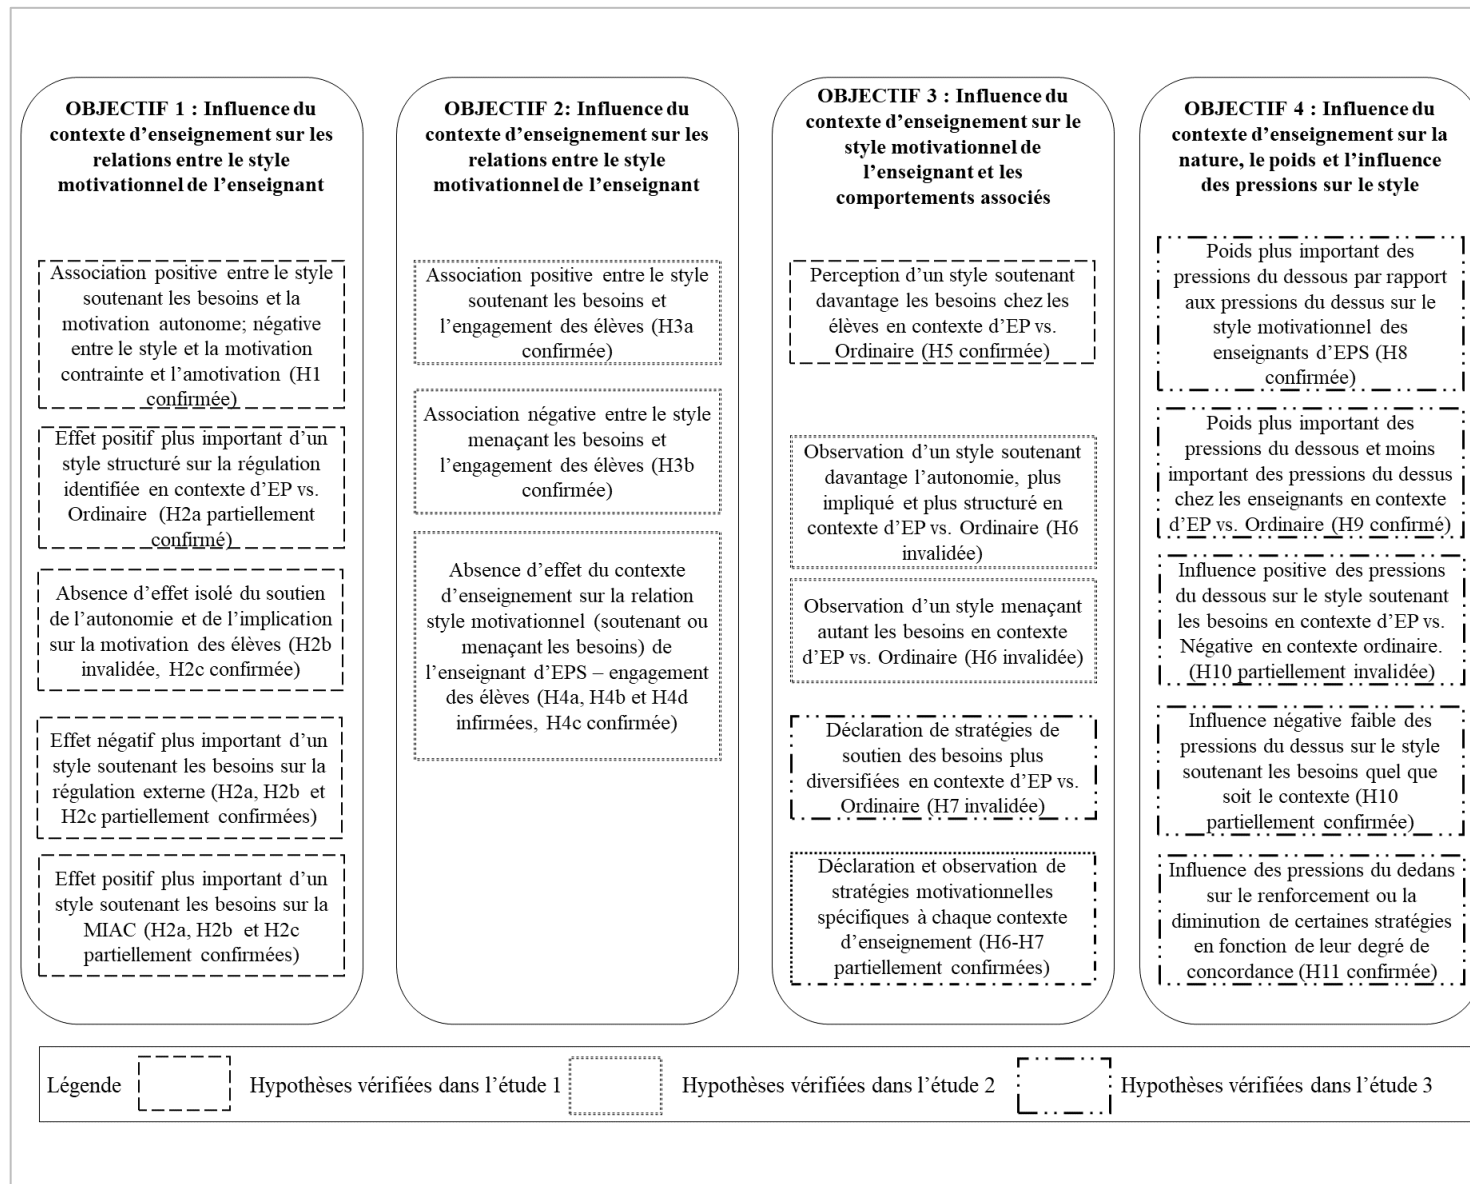 OBJECTIF 1 : Influence du
contexte d’enseignement sur les
relations entre le style
motivationnel de l’enseignant
Association positive entre le style
soutenant les besoins et la
motivation autonome; négative
entre le style et la motivation
contrainte et l’amotivation (H1
confirmée)
Effet positif plus important d’un
style structuré sur la régulation
identifiée en contexte d’EP vs.
Ordinaire (H2a partiellement
confirmé)
Absence d’effet isolé du soutien
de l’autonomie et de l’implication
sur la motivation des élèves (H2b
invalidée, H2c confirmée)
Effet négatif plus important d’un
style soutenant les besoins sur la
régulation externe (H2a, H2b et
H2c partiellement confirmées)
Effet positif plus important d’un
style soutenant les besoins sur la
MIAC (H2a, H2b et H2c
partiellement confirmées)
OBJECTIF 2: Influence du
contexte d’enseignement sur les
relations entre le style
motivationnel de l’enseignant
Association positive entre le style
soutenant les besoins et
l’engagement des élèves (H3a
confirmée)
Association négative entre le style
menaçant les besoins et
l’engagement des élèves (H3b
confirmée)
Absence d’effet du contexte
d’enseignement sur la relation
style motivationnel (soutenant ou
menaçant les besoins) de
l’enseignant d’EPS – engagement
des élèves (H4a, H4b et H4d
infirmées, H4c confirmée)
OBJECTIF 3 : Influence du
contexte d’enseignement sur le
style motivationnel de
l’enseignant et les
comportements associés
Perception d’un style soutenant
davantage les besoins chez les
élèves en contexte d’EP vs.
Ordinaire (H5 confirmée)
Observation d’un style soutenant
davantage l’autonomie, plus
impliqué et plus structuré en
contexte d’EP vs. Ordinaire (H6
invalidée)
Observation d’un style menaçant
autant les besoins en contexte
d’EP vs. Ordinaire (H6 invalidée)
Déclaration de stratégies de
soutien des besoins plus
diversifiées en contexte d’EP vs.
Ordinaire (H7 invalidée)
Déclaration et observation de
stratégies motivationnelles
spécifiques à chaque contexte
d’enseignement (H6-H7
partiellement confirmées)
OBJECTIF 4 : Influence du
contexte d’enseignement sur la
nature, le poids et l’influence
des pressions sur le style
Poids plus important des
pressions du dessous par rapport
aux pressions du dessus sur le
style motivationnel des
enseignants d’EPS (H8
confirmée)
Poids plus important des
pressions du dessous et moins
important des pressions du dessus
chez les enseignants en contexte
d’EP vs. Ordinaire (H9 confirmé)
Influence positive des pressions
du dessous sur le style soutenant
les besoins en contexte d’EP vs.
Négative en contexte ordinaire.
(H10 partiellement invalidée)
Influence négative faible des
pressions du dessus sur le style
soutenant les besoins quel que
soit le contexte (H10
partiellement confirmée)
Influence des pressions du dedans
sur le renforcement ou la
diminution de certaines stratégies
en fonction de leur degré de
concordance (H11 confirmée)
Légende
Hypothèses vérifiées dans l’étude 1
Hypothèses vérifiées dans l’étude 2
Hypothèses vérifiées dans l’étude 3